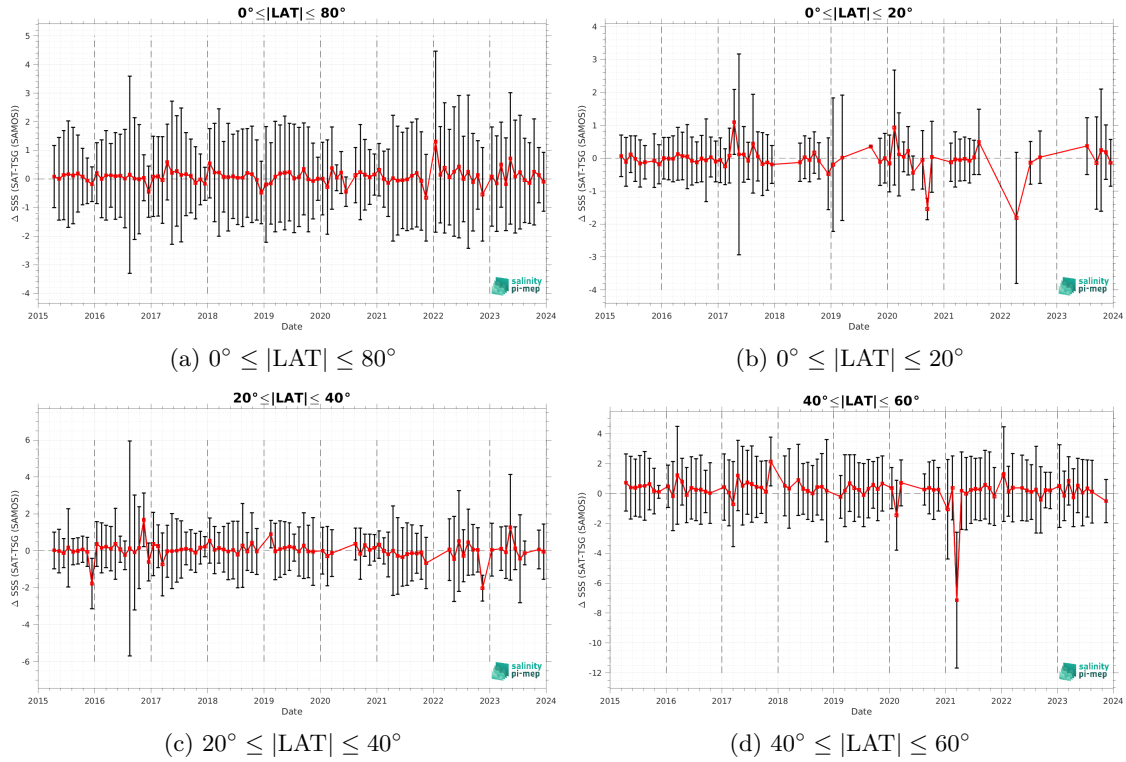 0°≤|LAT|≤ 80°
Δ SSS (SAT-TSG (SAMOS))
5
4
3
2
1
0
-1
-2
-3
-4
2015 2016 2017 2018 2019 2020 2021 2022 2023 2024
Date
salinity
pi-mep
(a) 0° ≤ |LAT| ≤ 80°
0°≤|LAT|≤ 20°
Δ SSS (SAT-TSG (SAMOS))
4
3
2
1
0
-1
-2
-3
-4
2015 2016 2017 2018 2019 2020 2021 2022 2023 2024
Date
salinity
pi-mep
(b) 0° ≤ |LAT| ≤ 20°
20°≤|LAT|≤ 40°
Δ SSS (SAT-TSG (SAMOS))
6
4
2
0
-2
-4
-6
2015 2016 2017 2018 2019 2020 2021 2022 2023 2024
Date
salinity
pi-mep
(c) 20° ≤ |LAT| ≤ 40°
40°≤|LAT|≤ 60°
Δ SSS (SAT-TSG (SAMOS))
4
2
0
-2
-4
-6
-8
-10
-12
2015 2016 2017 2018 2019 2020 2021 2022 2023 2024
Date
salinity
pi-mep
(d) 40° ≤ |LAT| ≤ 60°